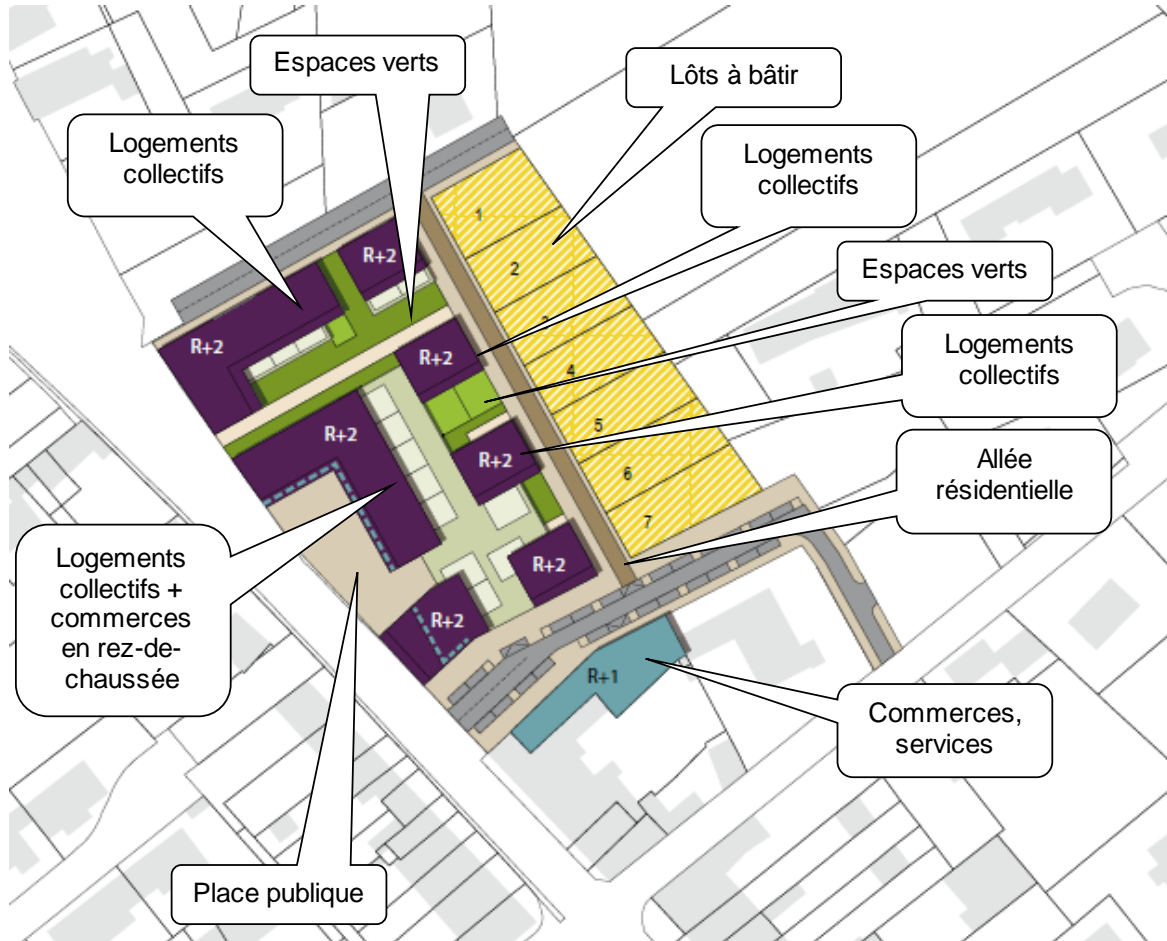 Espaces verts
Lôts à bâtir
Logements
collectifs
Logements
collectifs
Espaces verts
Logements
collectifs
Allée
résidentielle
Logements
collectifs +
commerces
en rez-de-
chaussée
Commerces,
services
Place publique
R+2
R+2
R+2
R+2
R+2
R+2
R+2
R+1
1
2
3
4
5
6
7